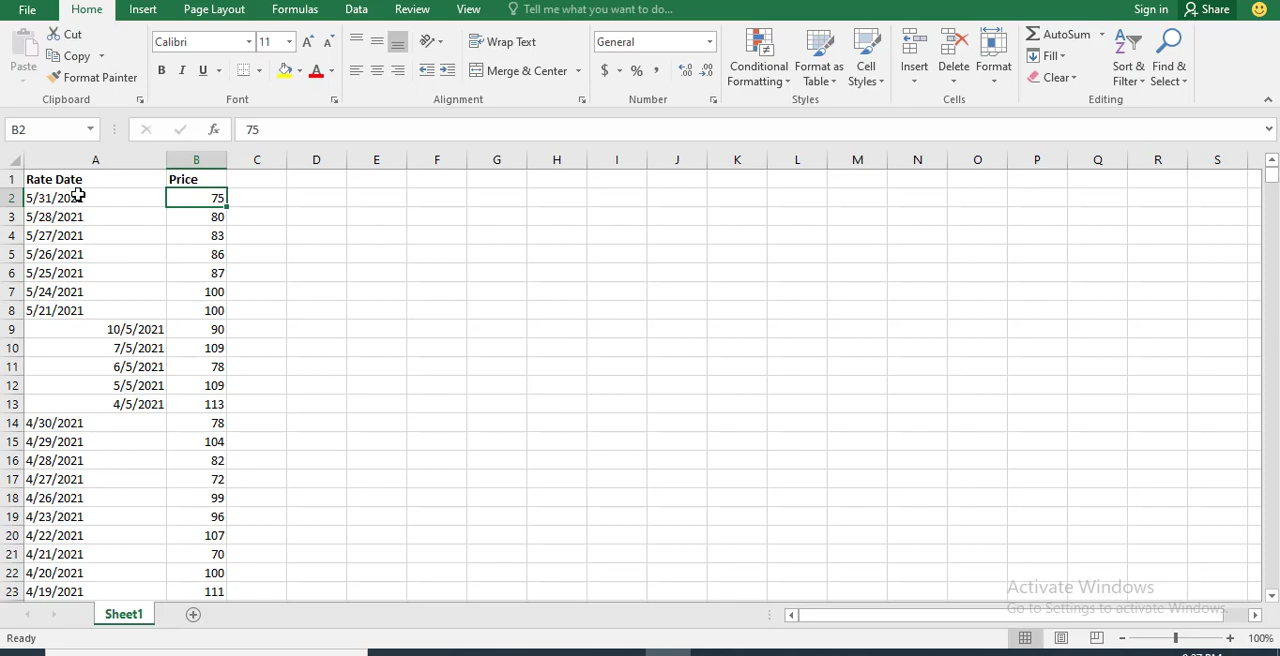 File Home Insert Page Layout Formulas Data Review View Tell me what you want to do... Sign in Share
Paste
Cut
Copy
Format Painter
Clipboard
Calibri 11
B I U
Font
Wrap Text
Merge & Center
Alignment
General
$ % ,
Number
Conditional Formatting
Format as Table
Cell Styles
Styles
Insert Delete Format
Cells
AutoSum
Fill
Clear
Sort & Filter
Find & Select
Editing
B2 fx 75
A B C D E F G H I J K L M N O P Q R S
1 Rate Date Price
2 5/31/2021 75
3 5/28/2021 80
4 5/27/2021 83
5 5/26/2021 86
6 5/25/2021 87
7 5/24/2021 100
8 5/21/2021 100
9 10/5/2021 90
10 7/5/2021 109
11 6/5/2021 78
12 5/5/2021 109
13 4/5/2021 113
14 4/30/2021 78
15 4/29/2021 104
16 4/28/2021 82
17 4/27/2021 72
18 4/26/2021 99
19 4/23/2021 96
20 4/22/2021 107
21 4/21/2021 70
22 4/20/2021 100
23 4/19/2021 111
Activate Windows
Go to Settings to activate Windows.
Sheet1
Ready 100%